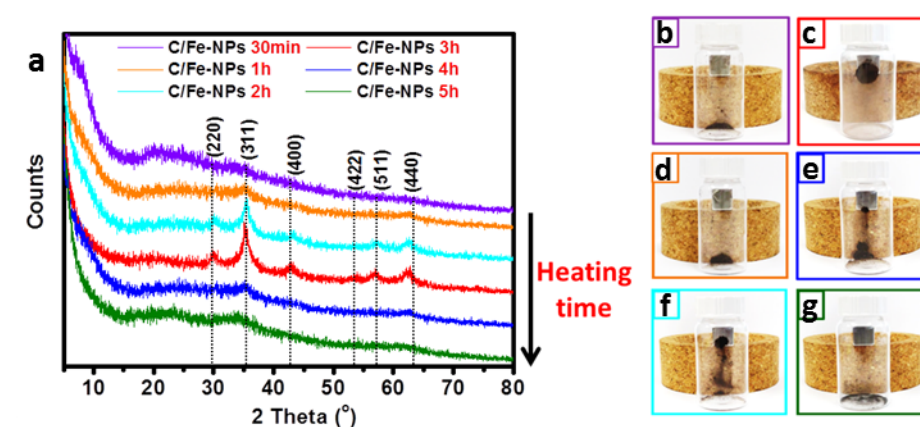 a
C/Fe-NPs 30min
C/Fe-NPs 3h
C/Fe-NPs 1h
C/Fe-NPs 4h
C/Fe-NPs 2h
C/Fe-NPs 5h
(220)
(311)
(400)
(422)
(511)
(440)
Counts
10 20 30 40 50 60 70 80
2 Theta (°)
Heating
time
b
c
d
e
f
g